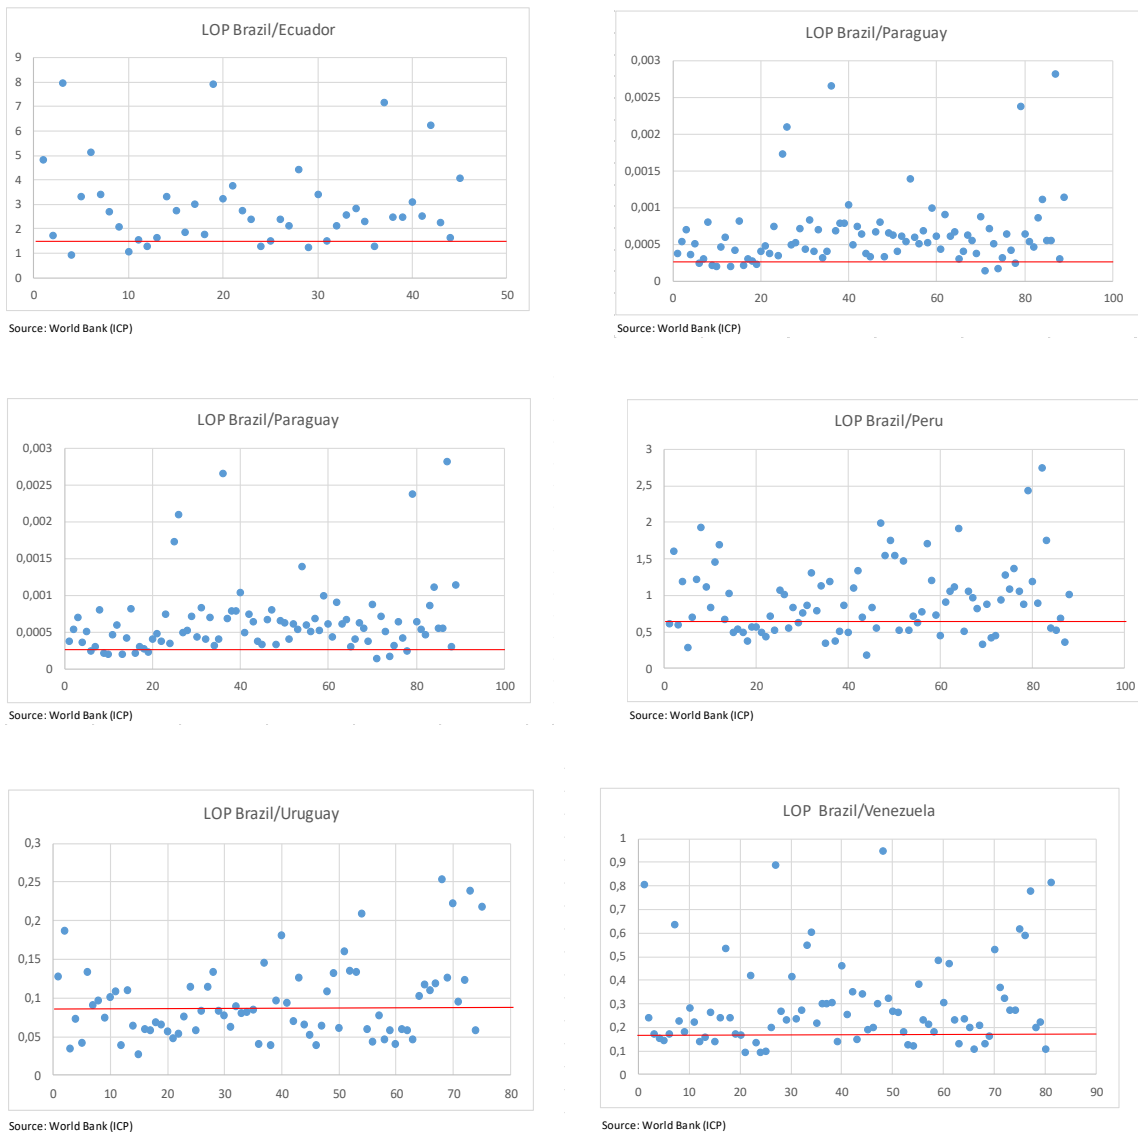 LOP Brazil/Ecuador
9
8
7
6
5
4
3
2
1
0
0 10 20 30 40 50
Source: World Bank (ICP)
LOP Brazil/Paraguay
0,003
0,0025
0,002
0,0015
0,001
0,0005
0
0 20 40 60 80 100
Source: World Bank (ICP)
LOP Brazil/Paraguay
0,003
0,0025
0,002
0,0015
0,001
0,0005
0
0 20 40 60 80 100
Source: World Bank (ICP)
LOP Brazil/Peru
3
2,5
2
1,5
1
0,5
0
0 20 40 60 80 100
Source: World Bank (ICP)
LOP Brazil/Uruguay
0,3
0,25
0,2
0,15
0,1
0,05
0
0 10 20 30 40 50 60 70 80
Source: World Bank (ICP)
LOP Brazil/Venezuela
1
0,9
0,8
0,7
0,6
0,5
0,4
0,3
0,2
0,1
0
0 10 20 30 40 50 60 70 80 90
Source: World Bank (ICP)